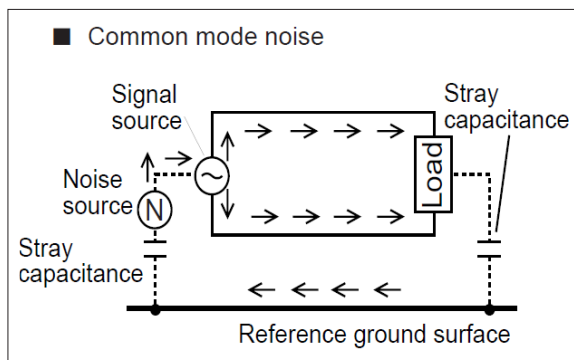 ■ Common mode noise
Signal
source
Stray
capacitance
Noise
source
N
Load
Stray
capacitance
Reference ground surface